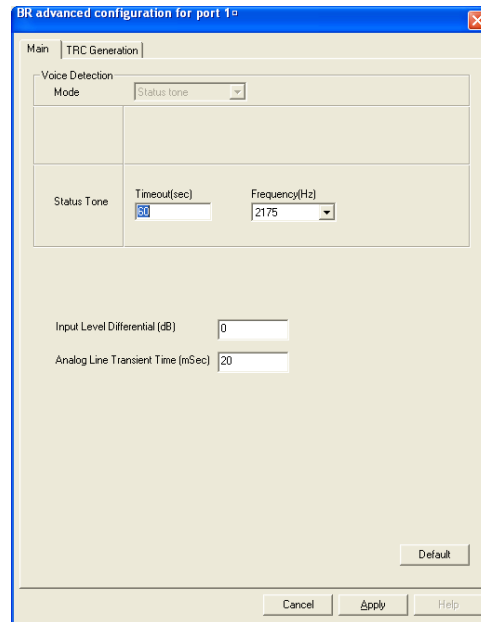 BR advanced configuration for port 1
Main TRC Generation
Voice Detection
Mode Status tone
Timeout(sec) Frequency(Hz)
Status Tone 60 2175
Input Level Differential (dB) 0
Analog Line Transient Time (mSec) 20
Default
Cancel Apply Help